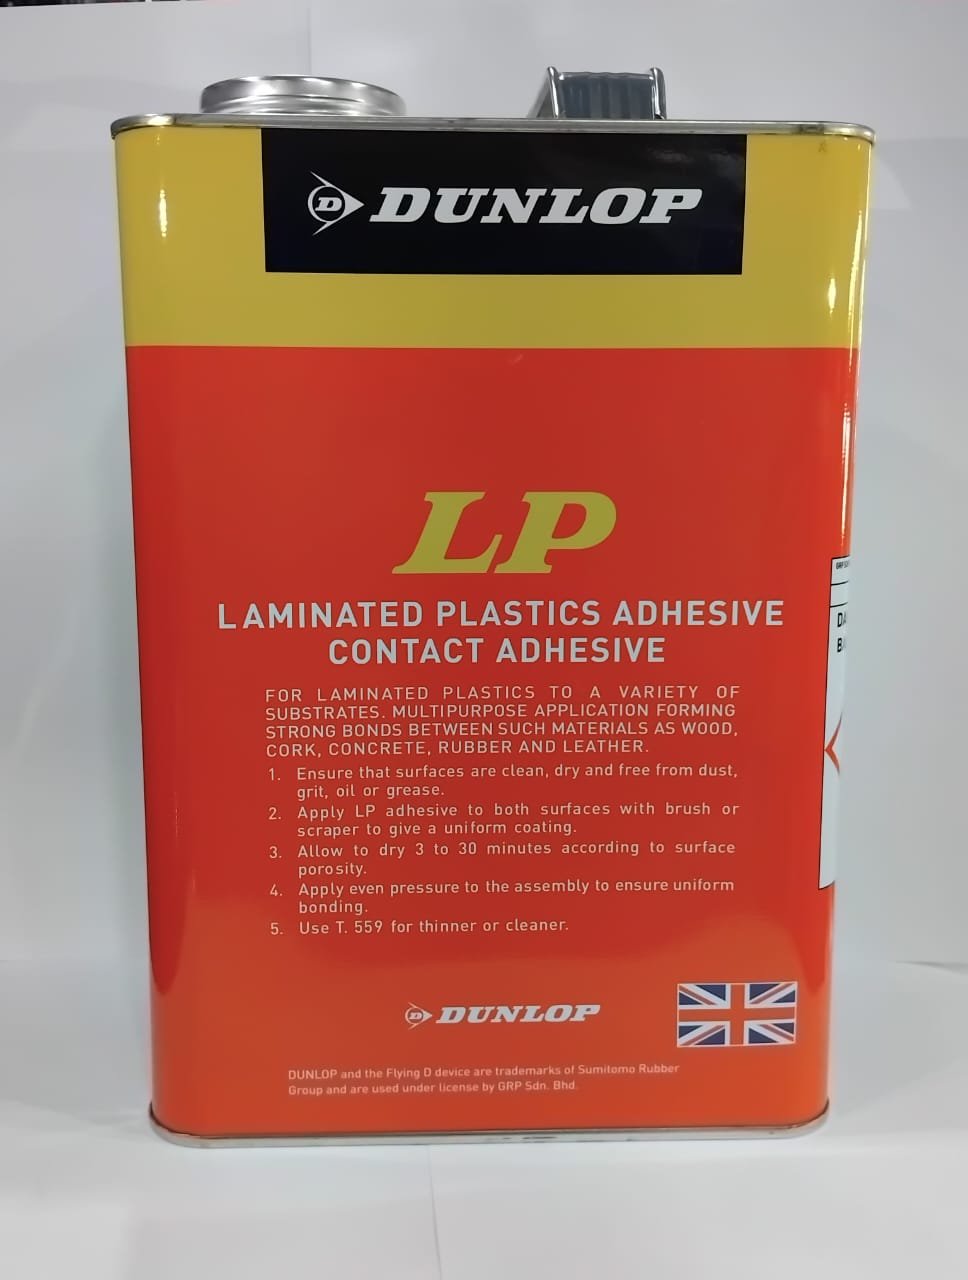 DUNLOP
LP
LAMINATED PLASTICS ADHESIVE
CONTACT ADHESIVE
FOR LAMINATED PLASTICS TO A VARIETY OF
SUBSTRATES. MULTIPURPOSE APPLICATION FORMING
STRONG BONDS BETWEEN SUCH MATERIALS AS WOOD,
CORK, CONCRETE, RUBBER AND LEATHER.
1. Ensure that surfaces are clean, dry and free from dust,
grit, oil or grease.
2. Apply LP adhesive to both surfaces with brush or
scraper to give a uniform coating.
3. Allow to dry 3 to 30 minutes according to surface
porosity.
4. Apply even pressure to the assembly to ensure uniform
bonding.
5. Use T. 559 for thinner or cleaner.
DUNLOP
DUNLOP and the Flying D device are trademarks of Sumitomo Rubber
Group and are used under license by GRP Sdn. Bhd.